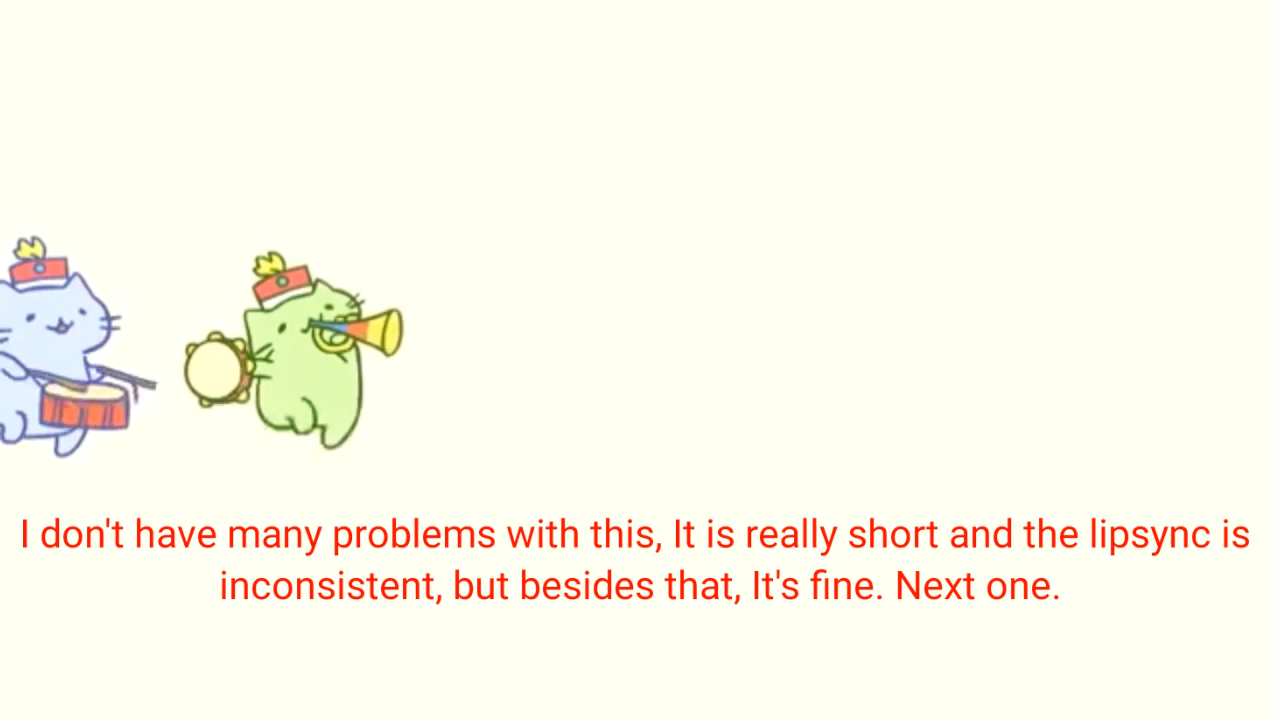 I don't have many problems with this, It is really short and the lipsync is
inconsistent, but besides that, It's fine. Next one.